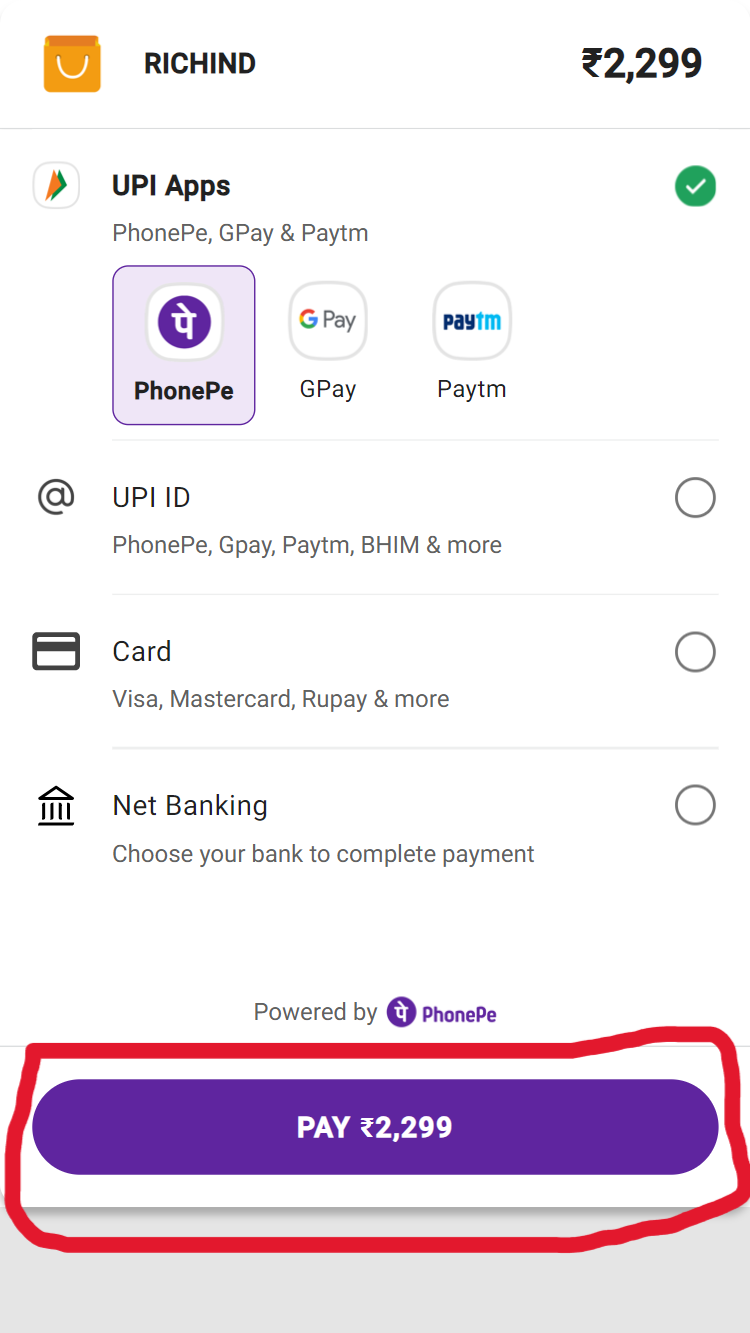 RICHIND
₹2,299
UPI Apps
PhonePe, GPay & Paytm
पे
G Pay
paytm
PhonePe
GPay
Paytm
@
UPI ID
PhonePe, Gpay, Paytm, BHIM & more
Card
Visa, Mastercard, Rupay & more
Net Banking
Choose your bank to complete payment
Powered by पे PhonePe
PAY ₹2,299